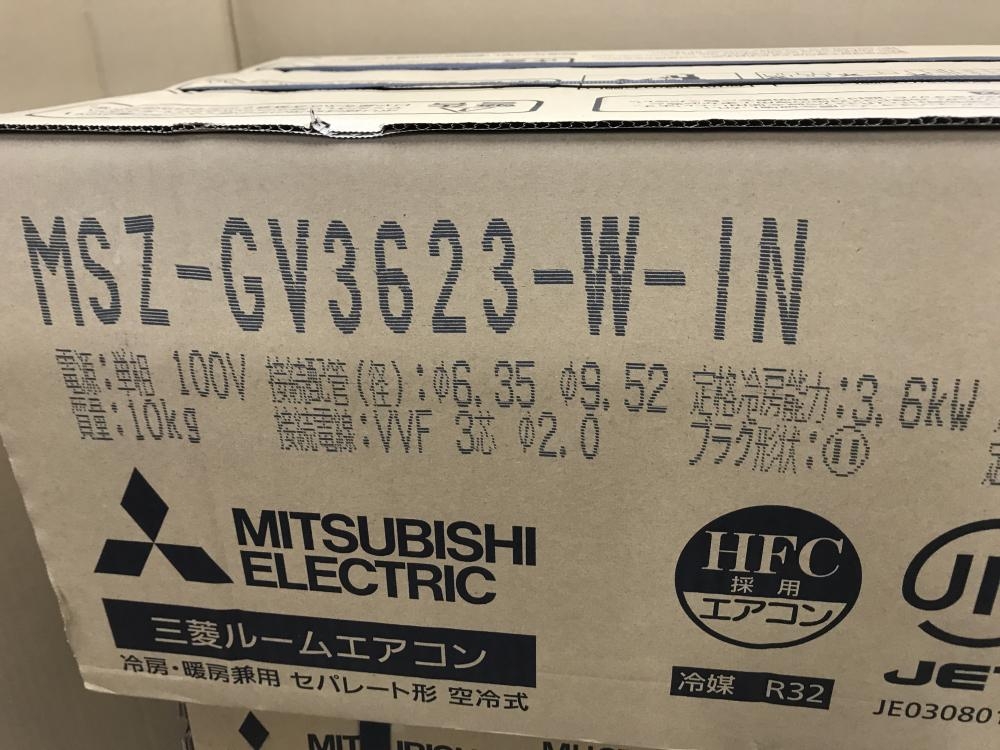 MSZ-GV3623-W-IN
電源:単相 100V 接続配管(径):φ6.35 φ9.52 定格冷房能力:3.6kW
質量:10kg 接続電線:VVF 3芯 φ2.0 プラグ形状:
MITSUBISHI
ELECTRIC
三菱ルームエアコン
冷房・暖房兼用 セパレート形 空冷式
HFC
採用
エアコン
冷媒 R32
JE
JE030801
MITSUBISHI